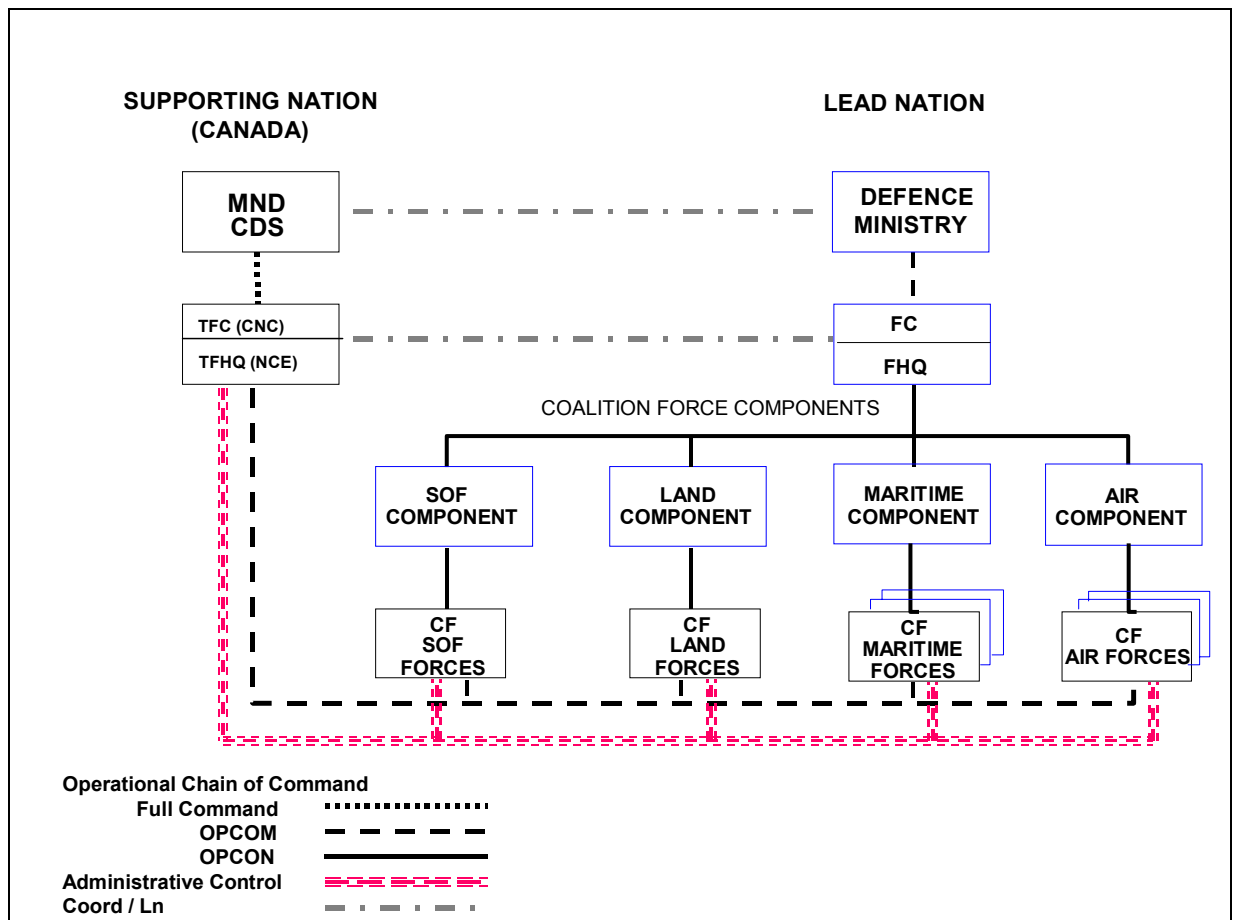 SUPPORTING NATION
(CANADA)
LEAD NATION
MND
CDS
DEFENCE
MINISTRY
TFC (CNC)
TFHQ (NCE)
FC
FHQ
COALITION FORCE COMPONENTS
SOF
COMPONENT
LAND
COMPONENT
MARITIME
COMPONENT
AIR
COMPONENT
CF
SOF
FORCES
CF
LAND
FORCES
CF
MARITIME
FORCES
CF
AIR FORCES
Operational Chain of Command
Full Command
OPCOM
OPCON
Administrative Control
Coord / Ln